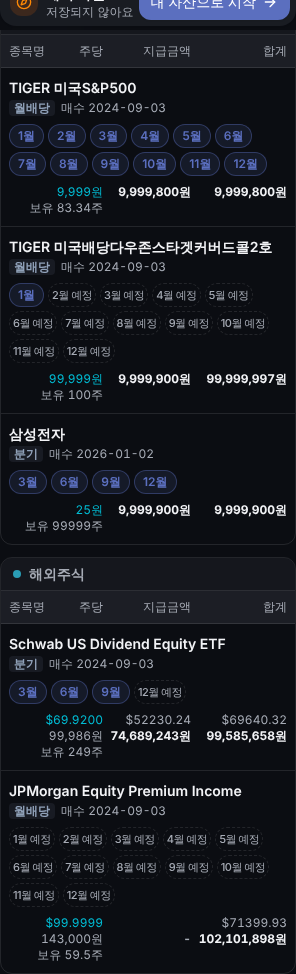 저장되지 않아요
내 자산으로 시작 →
종목명 주당 지급금액 합계
TIGER 미국S&P500
월배당 매수 2024-09-03
1월 2월 3월 4월 5월 6월
7월 8월 9월 10월 11월 12월
9,999원 9,999,800원 9,999,800원
보유 83.34주
TIGER 미국배당다우존스타겟커버드콜2호
월배당 매수 2024-09-03
1월 2월 예정 3월 예정 4월 예정 5월 예정
6월 예정 7월 예정 8월 예정 9월 예정 10월 예정
11월 예정 12월 예정
99,999원 9,999,900원 99,999,997원
보유 100주
삼성전자
분기 매수 2026-01-02
3월 6월 9월 12월
25원 9,999,900원 9,999,900원
보유 99999주
해외주식
종목명 주당 지급금액 합계
Schwab US Dividend Equity ETF
분기 매수 2024-09-03
3월 6월 9월 12월 예정
$69.9200 $52230.24 $69640.32
99,986원 74,689,243원 99,585,658원
보유 249주
JPMorgan Equity Premium Income
월배당 매수 2024-09-03
1월 예정 2월 예정 3월 예정 4월 예정 5월 예정
6월 예정 7월 예정 8월 예정 9월 예정 10월 예정
11월 예정 12월 예정
$99.9999 $71399.93
143,000원 - 102,101,898원
보유 59.5주